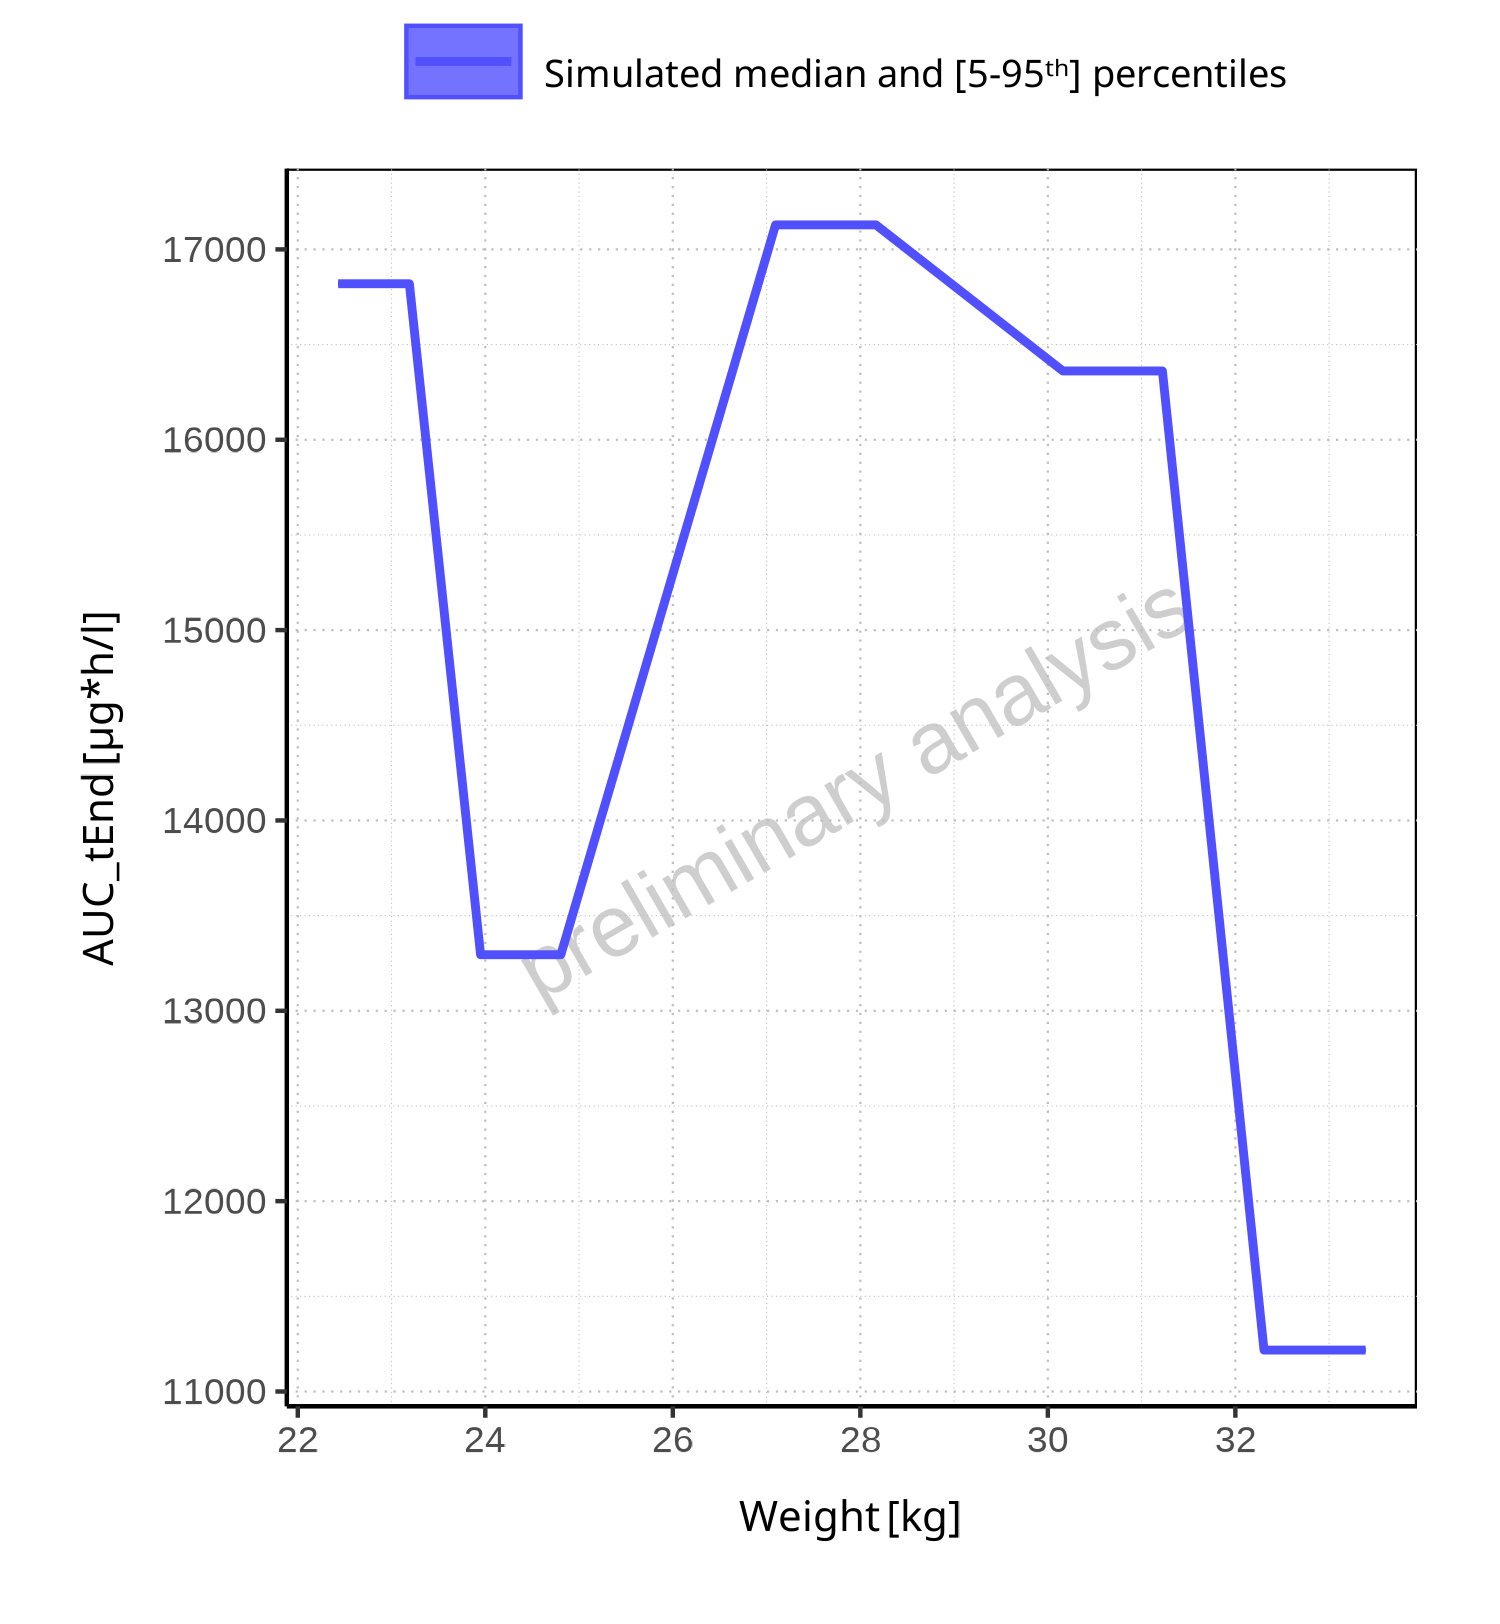 Simulated median and [5-95ᵗʰ] percentiles
17000
16000
15000
14000
13000
12000
11000
AUC_tEnd [µg*h/l]
preliminary analysis
22 24 26 28 30 32
Weight [kg]